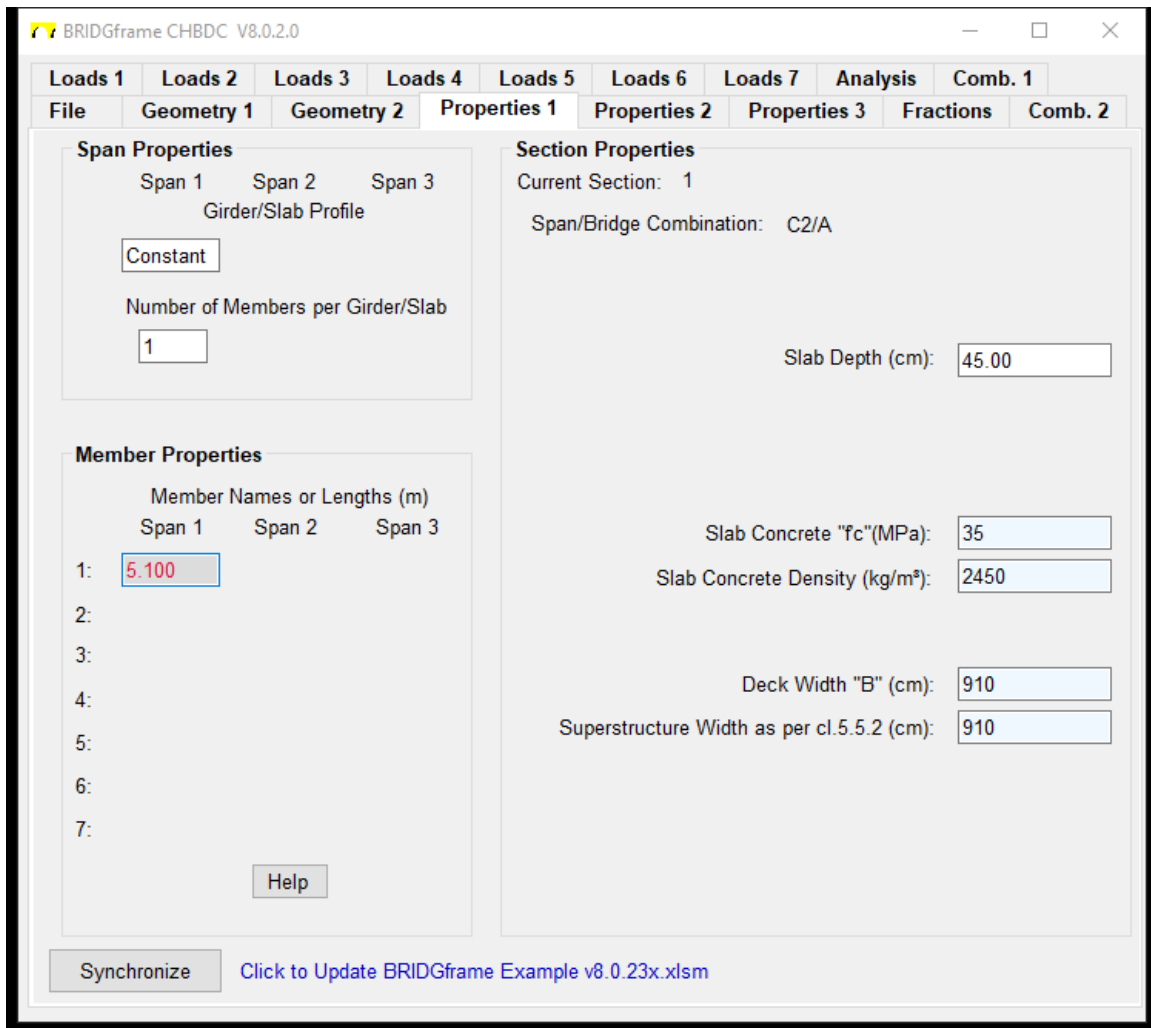 BRIDGframe CHBDC V8.0.2.0
Loads 1 Loads 2 Loads 3 Loads 4 Loads 5 Loads 6 Loads 7 Analysis Comb. 1
File Geometry 1 Geometry 2 Properties 1 Properties 2 Properties 3 Fractions Comb. 2
Span Properties
Span 1 Span 2 Span 3
Girder/Slab Profile
Constant
Number of Members per Girder/Slab
1
Member Properties
Member Names or Lengths (m)
Span 1 Span 2 Span 3
1: 5.100
2:
3:
4:
5:
6:
7:
Help
Section Properties
Current Section: 1
Span/Bridge Combination: C2/A
Slab Depth (cm): 45.00
Slab Concrete "f'c"(MPa): 35
Slab Concrete Density (kg/m³): 2450
Deck Width "B" (cm): 910
Superstructure Width as per cl.5.5.2 (cm): 910
Synchronize Click to Update BRIDGframe Example v8.0.23x.xlsm